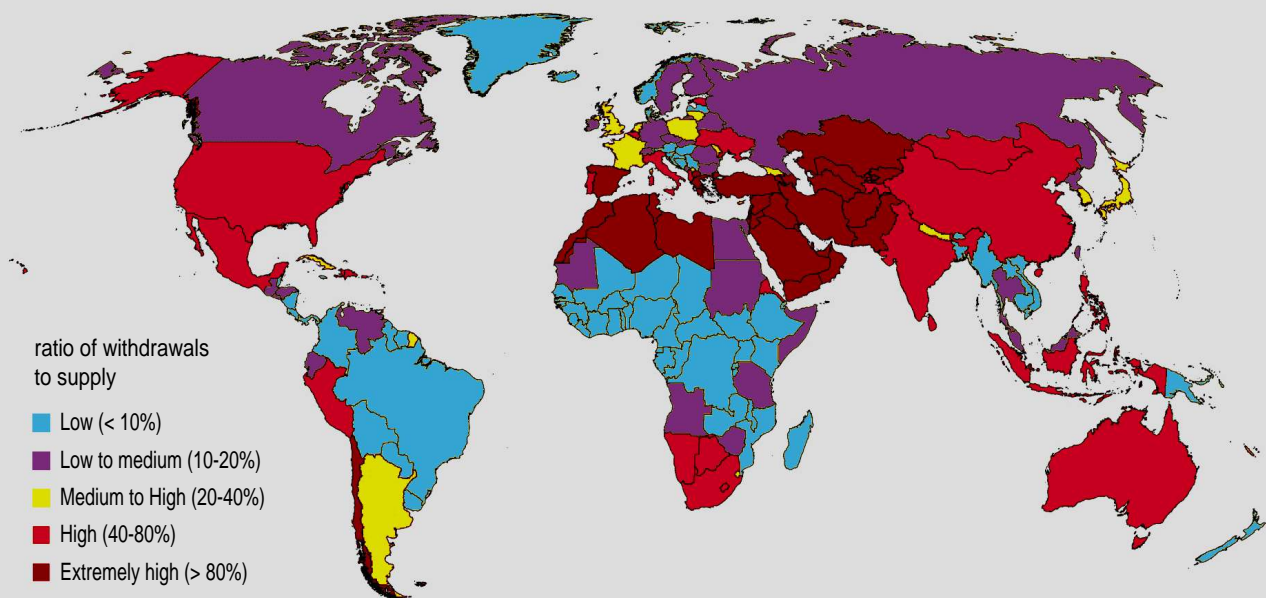 ratio of withdrawals
to supply
Low (< 10%)
Low to medium (10-20%)
Medium to High (20-40%)
High (40-80%)
Extremely high (> 80%)